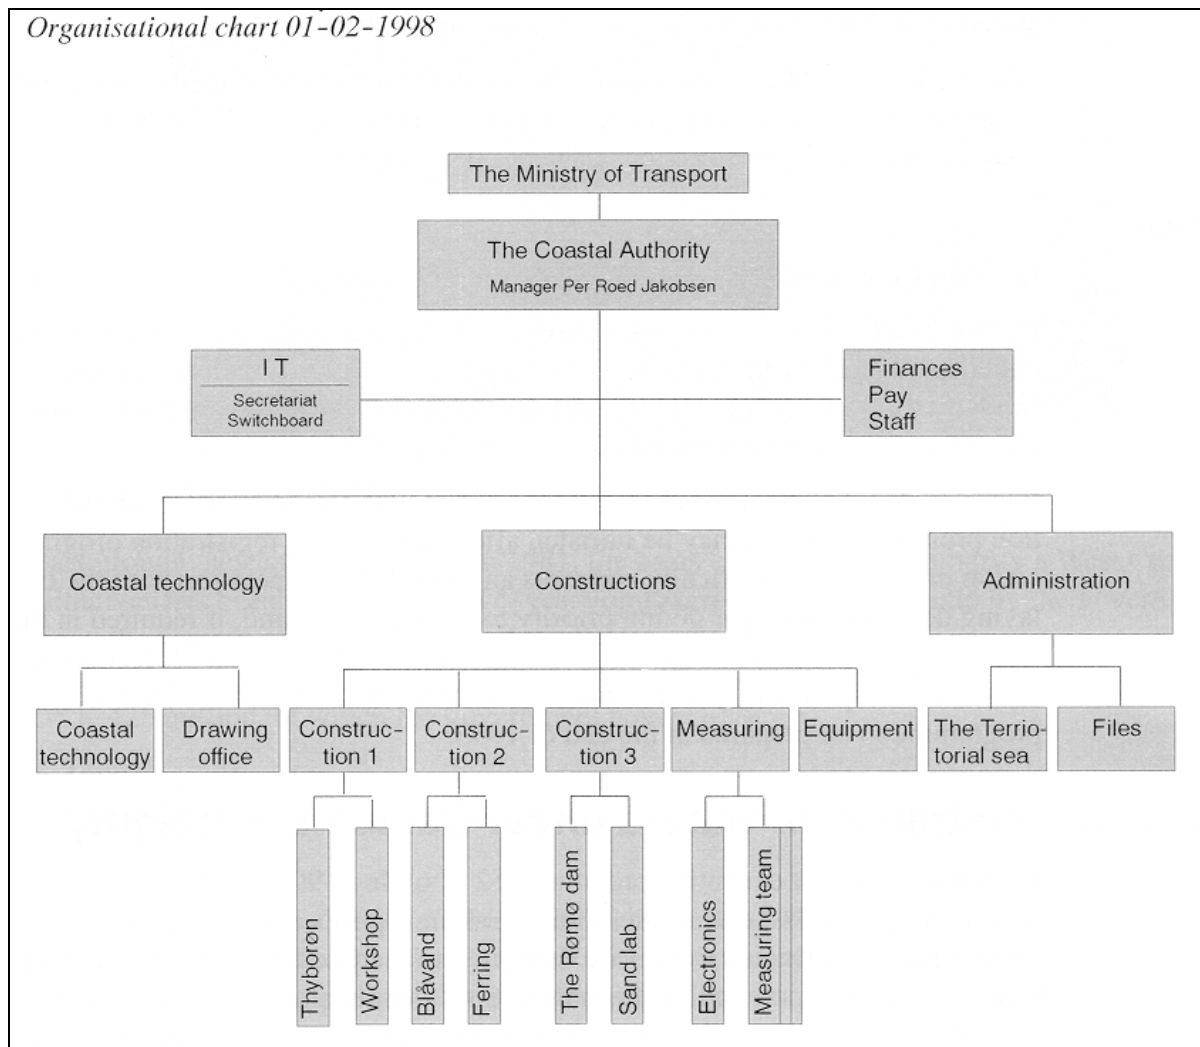 Organisational chart 01-02-1998
The Ministry of Transport
The Coastal Authority
Manager Per Roed Jakobsen
I T
Secretariat
Switchboard
Finances
Pay
Staff
Coastal technology
Constructions
Administration
Coastal
technology
Drawing
office
Construc-
tion 1
Construc-
tion 2
Construc-
tion 3
Measuring
Equipment
The Terrio-
torial sea
Files
Thyborøn
Workshop
Blåvand
Ferring
The Rømø dam
Sand lab
Electronics
Measuring team